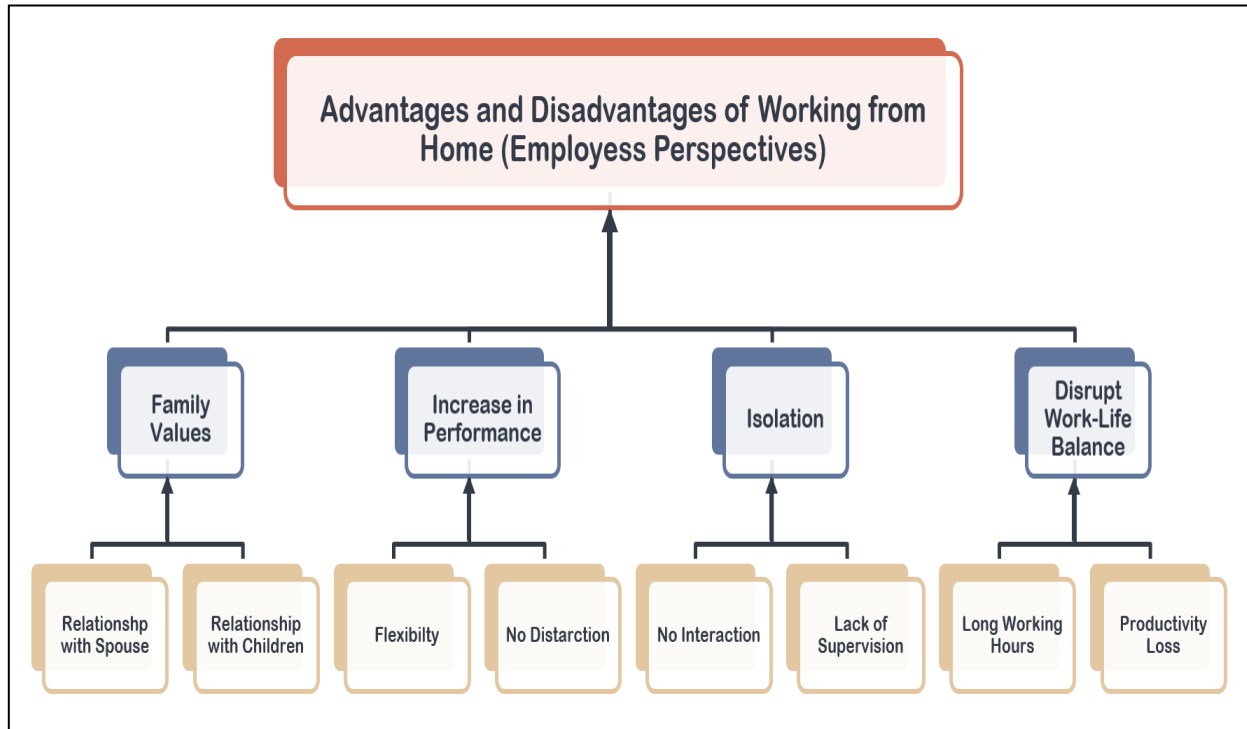 Advantages and Disadvantages of Working from
Home (Employess Perspectives)
Family
Values
Increase in
Performance
Isolation
Disrupt
Work-Life
Balance
Relationshp
with Spouse
Relationship
with Children
Flexibilty
No Distarction
No Interaction
Lack of
Supervision
Long Working
Hours
Productivity
Loss